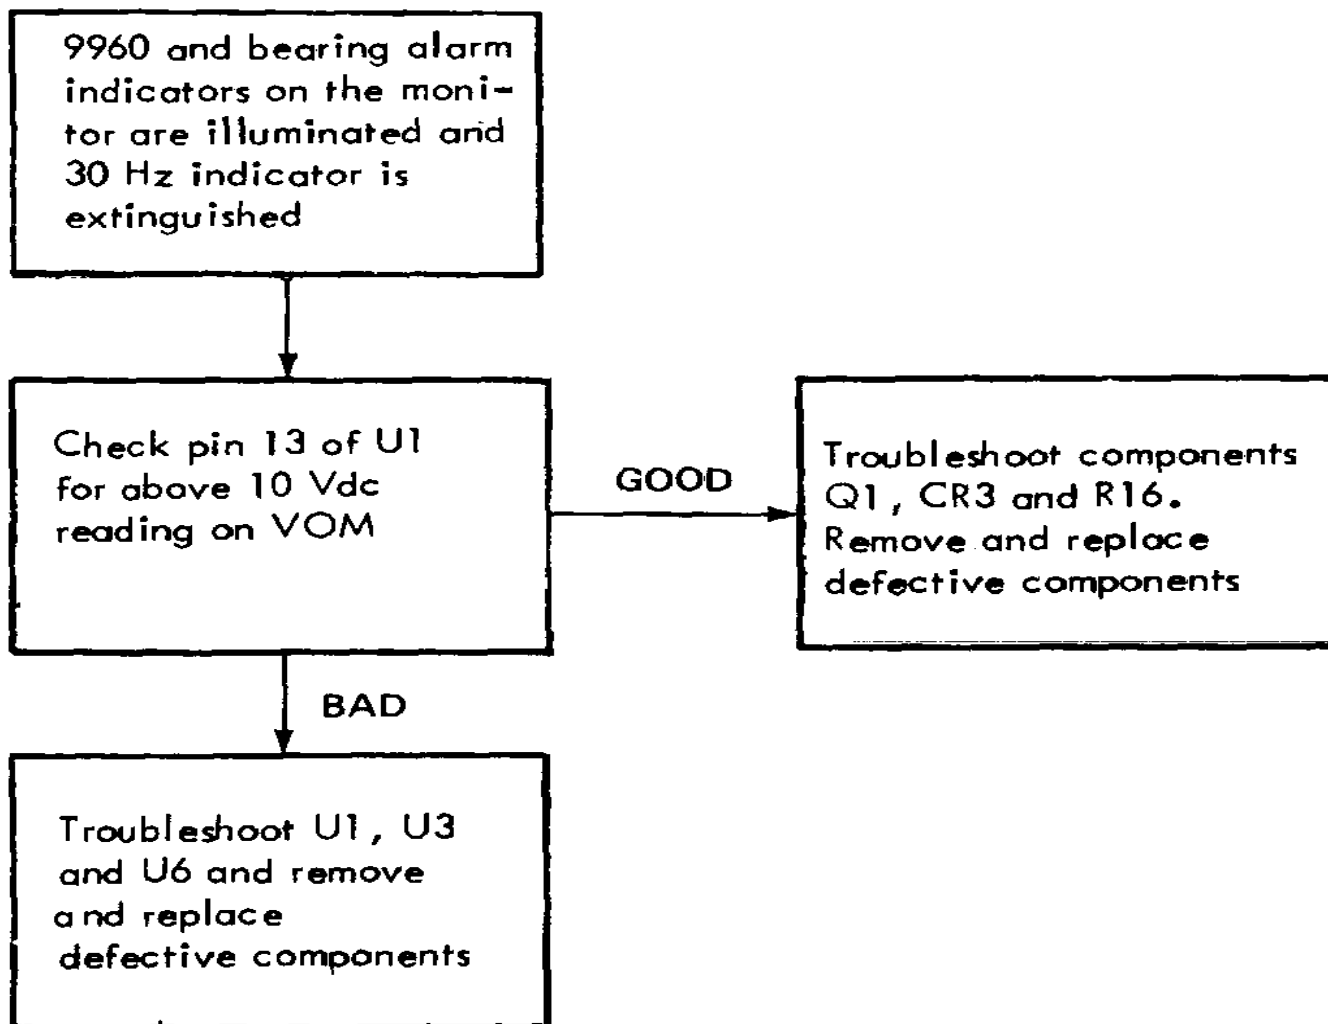 9960 and bearing alarm
indicators on the moni-
tor are illuminated and
30 Hz indicator is
extinguished
Check pin 13 of U1
for above 10 Vdc
reading on VOM
GOOD
Troubleshoot components
Q1, CR3 and R16.
Remove and replace
defective components
BAD
Troubleshoot U1, U3
and U6 and remove
and replace
defective components